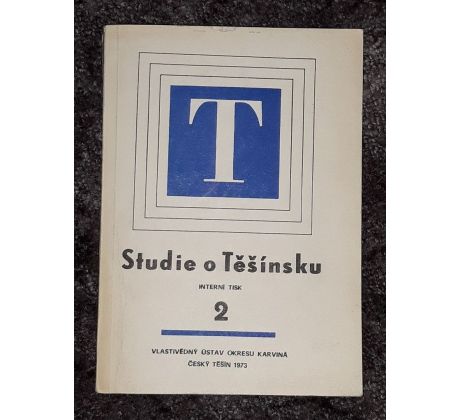 T
Studie o Těšínsku
INTERNÍ TISK
2
VLASTIVĚDNÝ ÚSTAV OKRESU KARVINÁ
ČESKÝ TĚŠÍN 1973